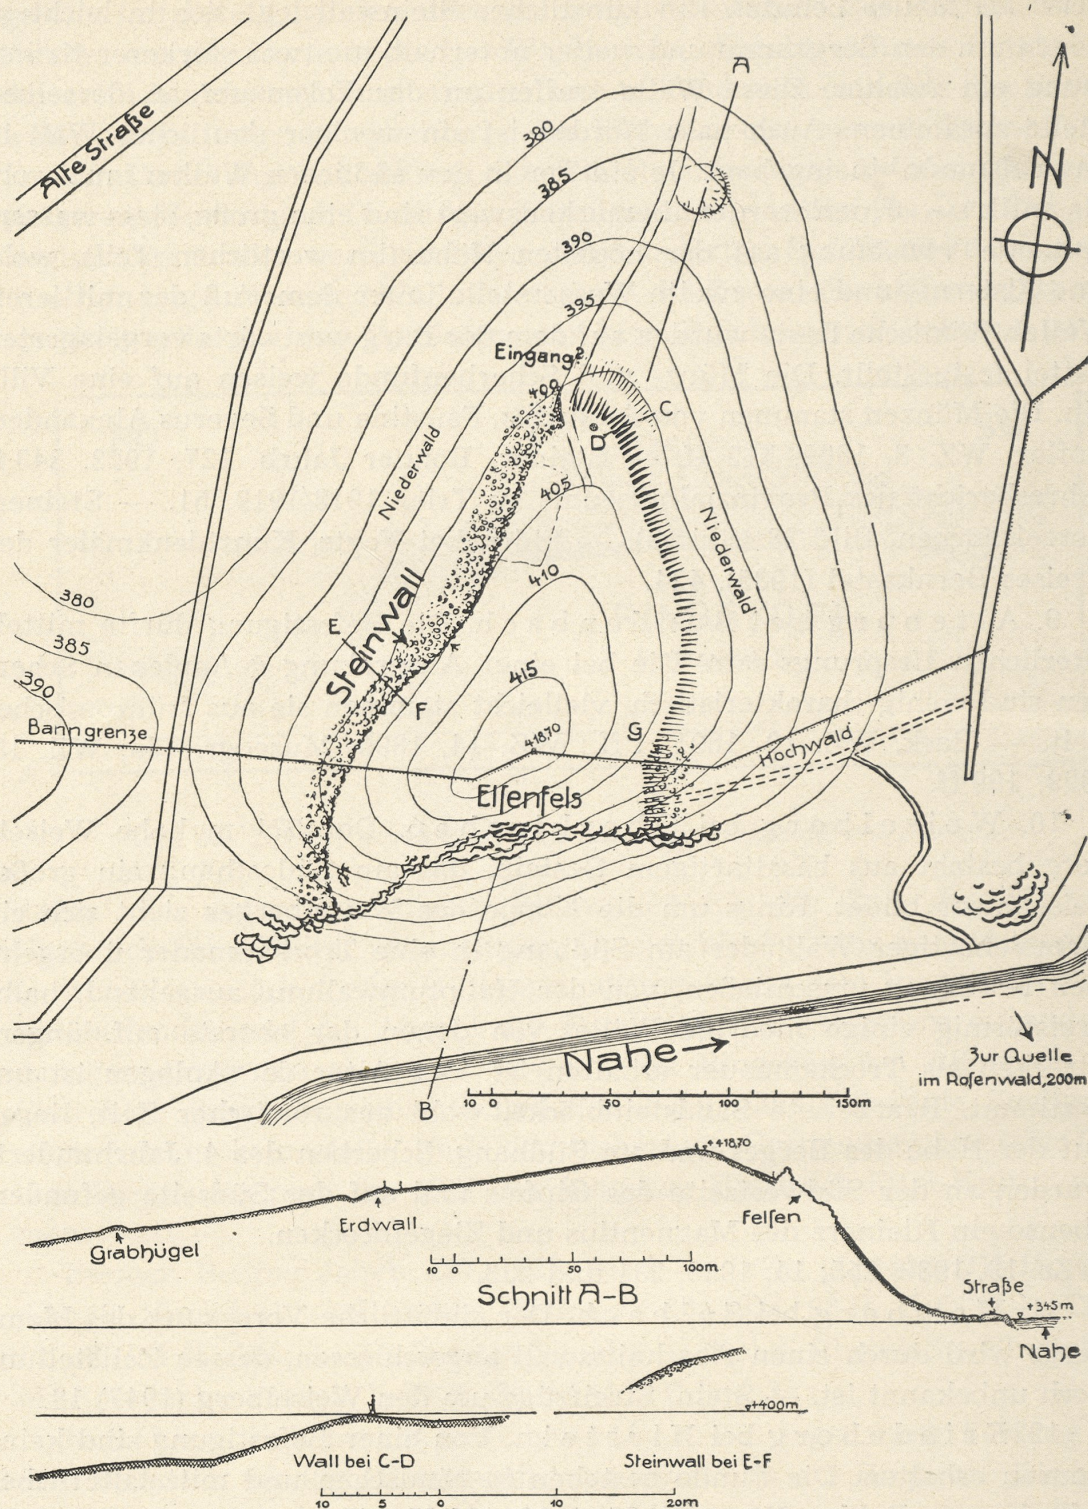 Alte Straße
A
N
380
385
390
395
Eingang?
400
C
D
Niederwald
405
Niederwald
410
380
385
390
Steinwall
E
F
415
418,70
G
Banngrenze
Hochwald
Elsenfels
Nahe
Zur Quelle
im Rosenwald, 200m
B
10 0 50 100 150m
+418,70
Erdwall
Felsen
Grabhügel
10 0 50 100m
Schnitt A-B
Straße
+345m
Nahe
+400m
Wall bei C-D
Steinwall bei E-F
10 5 0 10 20m